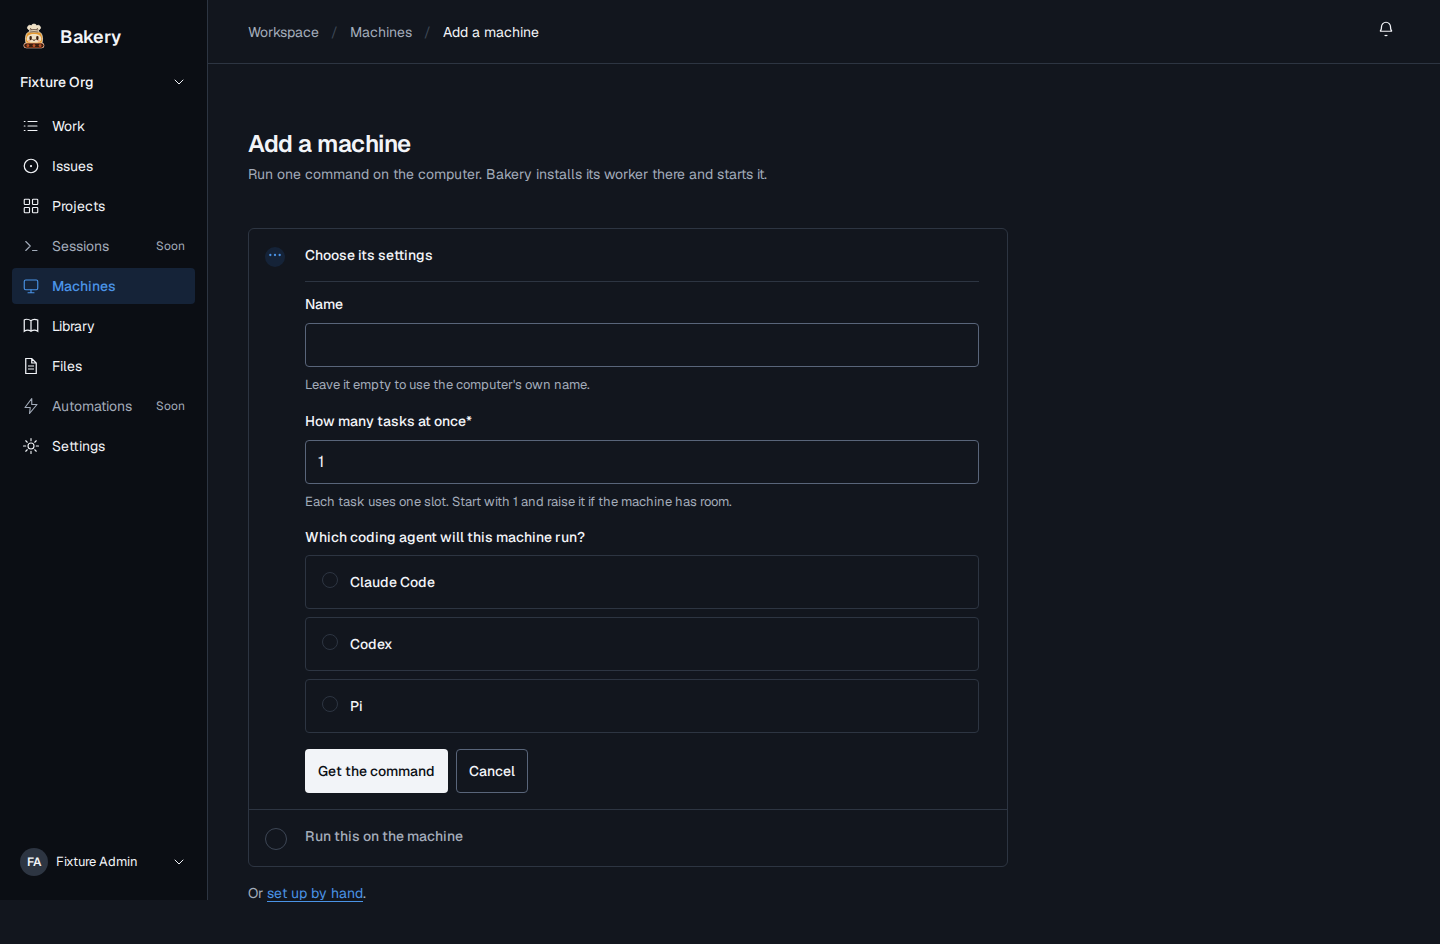 Bakery
Fixture Org
Work
Issues
Projects
Sessions Soon
Machines
Library
Files
Automations Soon
Settings
FA Fixture Admin
Workspace / Machines / Add a machine
Add a machine
Run one command on the computer. Bakery installs its worker there and starts it.
Choose its settings
Name
Leave it empty to use the computer's own name.
How many tasks at once*
1
Each task uses one slot. Start with 1 and raise it if the machine has room.
Which coding agent will this machine run?
Claude Code
Codex
Pi
Get the command Cancel
Run this on the machine
Or set up by hand.